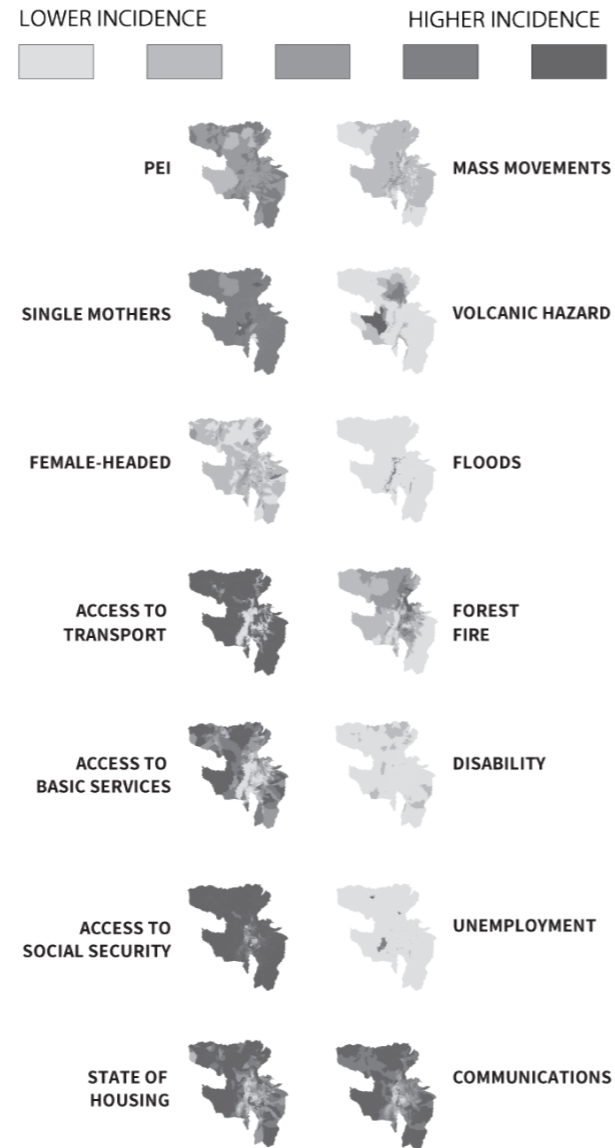 LOWER INCIDENCE
HIGHER INCIDENCE
PEI
MASS MOVEMENTS
SINGLE MOTHERS
VOLCANIC HAZARD
FEMALE-HEADED
FLOODS
ACCESS TO
TRANSPORT
FOREST
FIRE
ACCESS TO
BASIC SERVICES
DISABILITY
ACCESS TO
SOCIAL SECURITY
UNEMPLOYMENT
STATE OF
HOUSING
COMMUNICATIONS